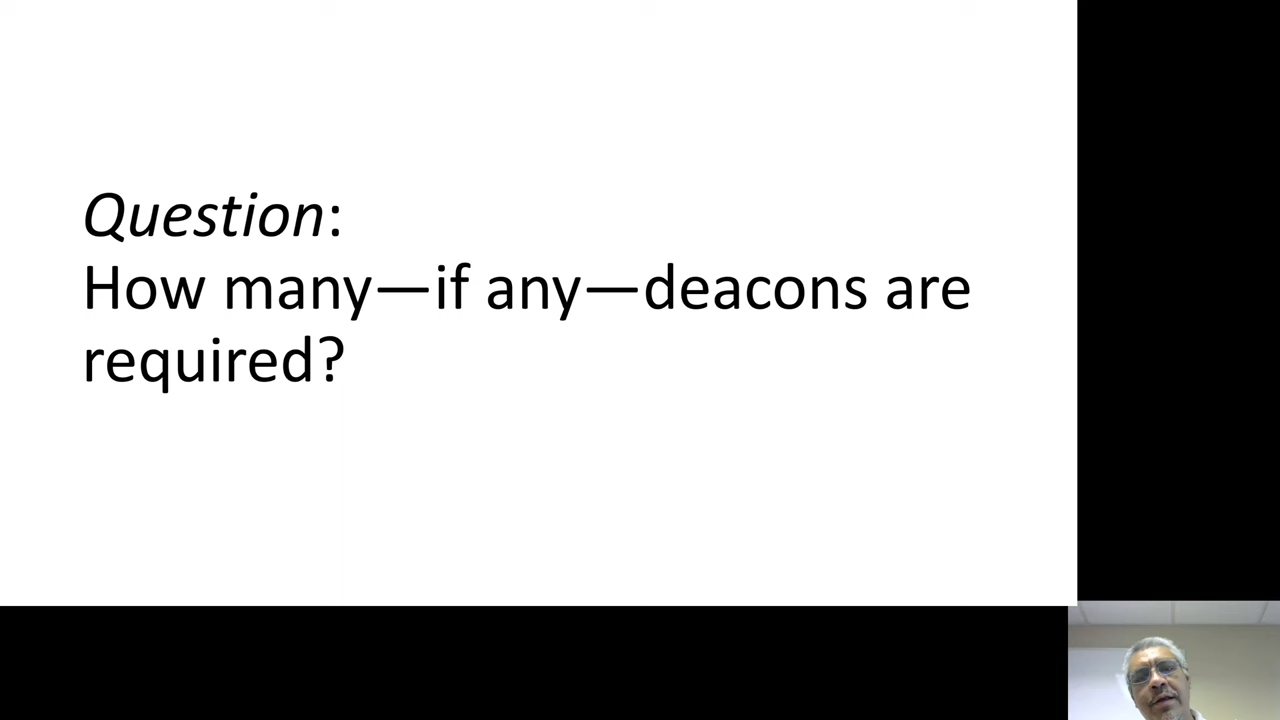 Question:
How many—if any—deacons are
required?